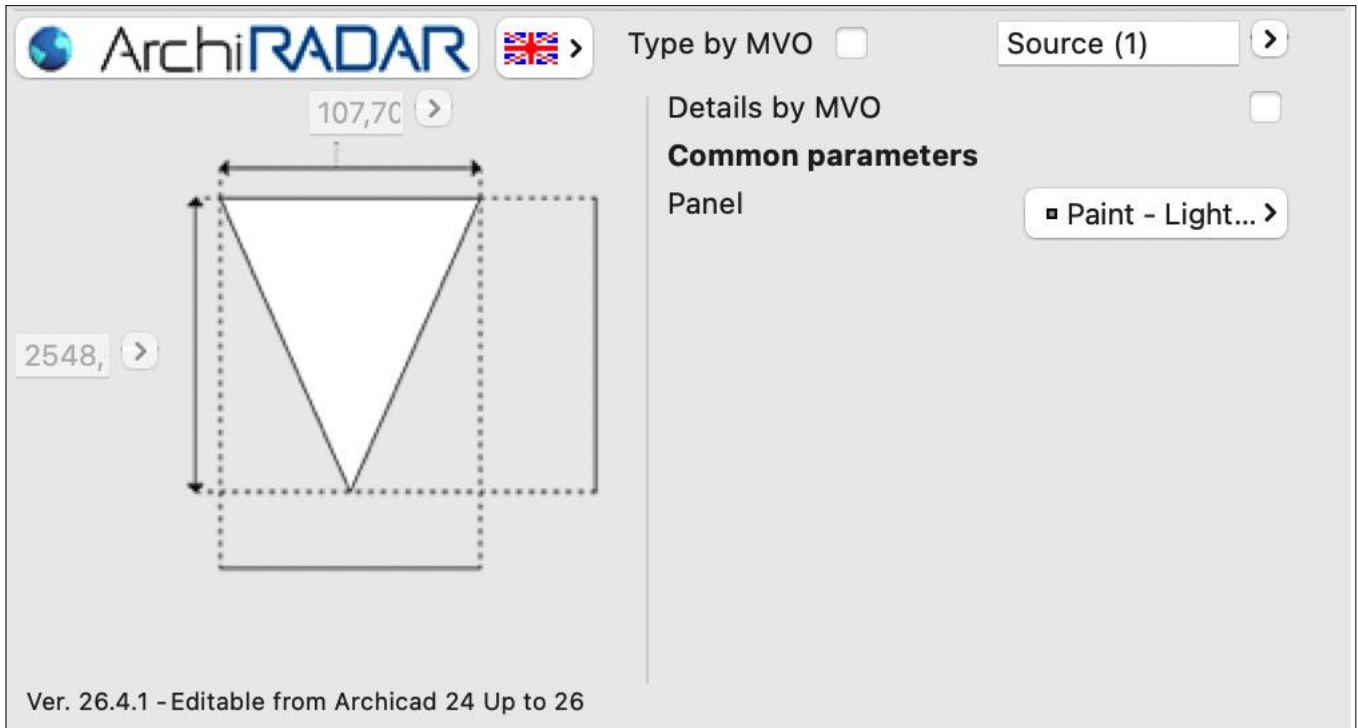 ArchiRADAR
Type by MVO
Source (1)
107,70
Details by MVO
Common parameters
Panel
Paint - Light...
2548,
Ver. 26.4.1 - Editable from Archicad 24 Up to 26